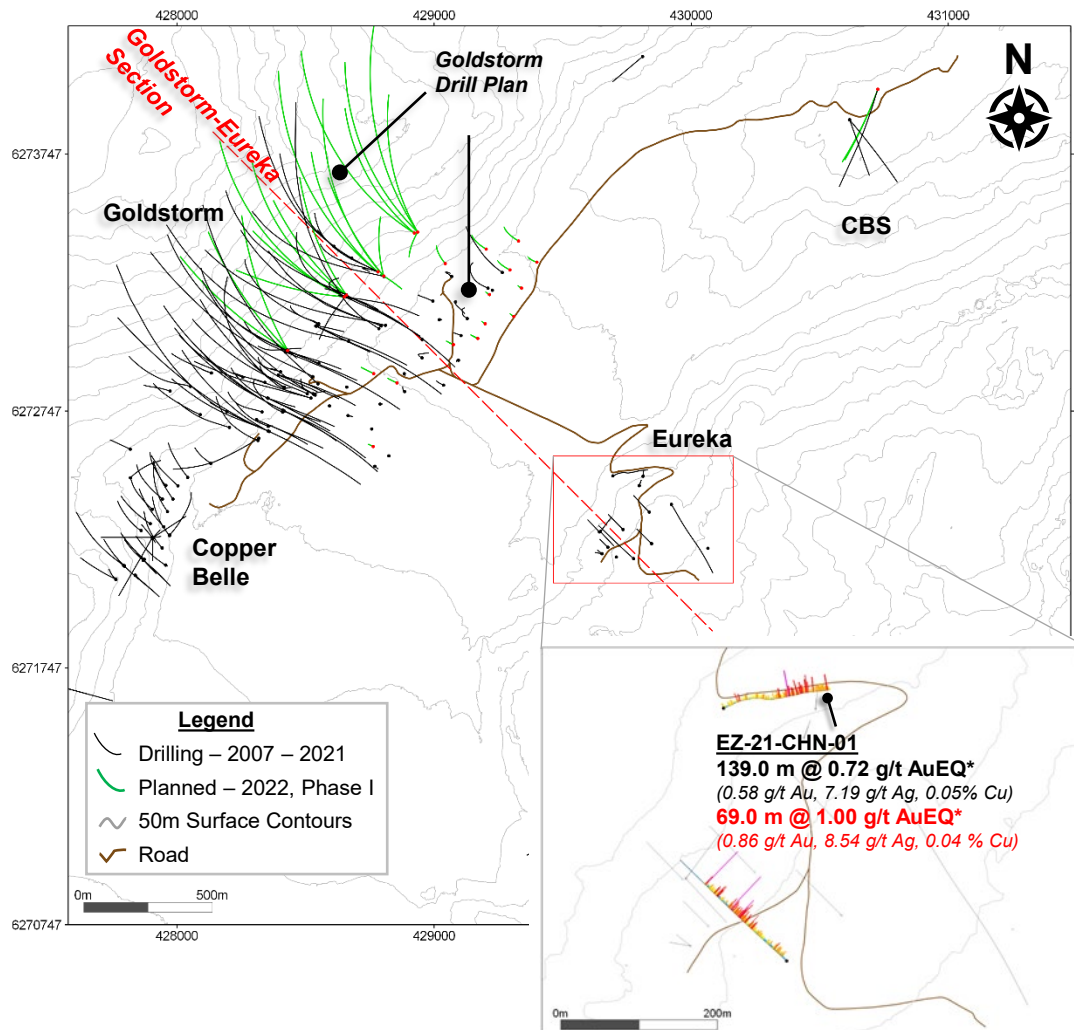 428000
429000
430000
431000
Goldstorm-Eureka
Section
Goldstorm
Drill Plan
N
6273747
Goldstorm
CBS
6272747
Eureka
Copper
Belle
6271747
Legend
Drilling – 2007 – 2021
Planned – 2022, Phase I
50m Surface Contours
Road
0m
500m
EZ-21-CHN-01
139.0 m @ 0.72 g/t AuEQ*
(0.58 g/t Au, 7.19 g/t Ag, 0.05% Cu)
69.0 m @ 1.00 g/t AuEQ*
(0.86 g/t Au, 8.54 g/t Ag, 0.04 % Cu)
6270747
428000
429000
0m
200m